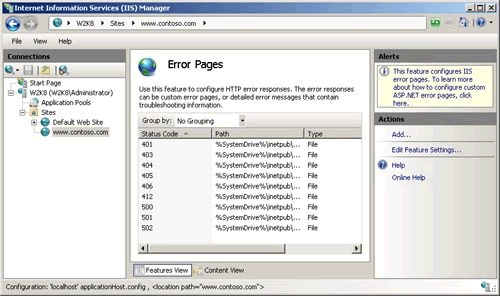 Internet Information Services (IIS) Manager
W2K8 Sites www.contoso.com
File View Help
Connections
Start Page
W2K8 (W2K8\Administrator)
Application Pools
Sites
Default Web Site
www.contoso.com
Error Pages
Use this feature to configure HTTP error responses. The error responses
can be custom error pages, or detailed error messages that contain
troubleshooting information.
Group by: No Grouping
Status Code Path Type
401 %SystemDrive%\inetpub\... File
403 %SystemDrive%\inetpub\... File
404 %SystemDrive%\inetpub\... File
405 %SystemDrive%\inetpub\... File
406 %SystemDrive%\inetpub\... File
412 %SystemDrive%\inetpub\... File
500 %SystemDrive%\inetpub\... File
501 %SystemDrive%\inetpub\... File
502 %SystemDrive%\inetpub\... File
Features View Content View
Alerts
This feature configures IIS
error pages. To learn more
about how to configure custom
ASP.NET error pages, click
here.
Actions
Add...
Edit Feature Settings...
Help
Online Help
Configuration: 'localhost' applicationHost.config , <location path="www.contoso.com">